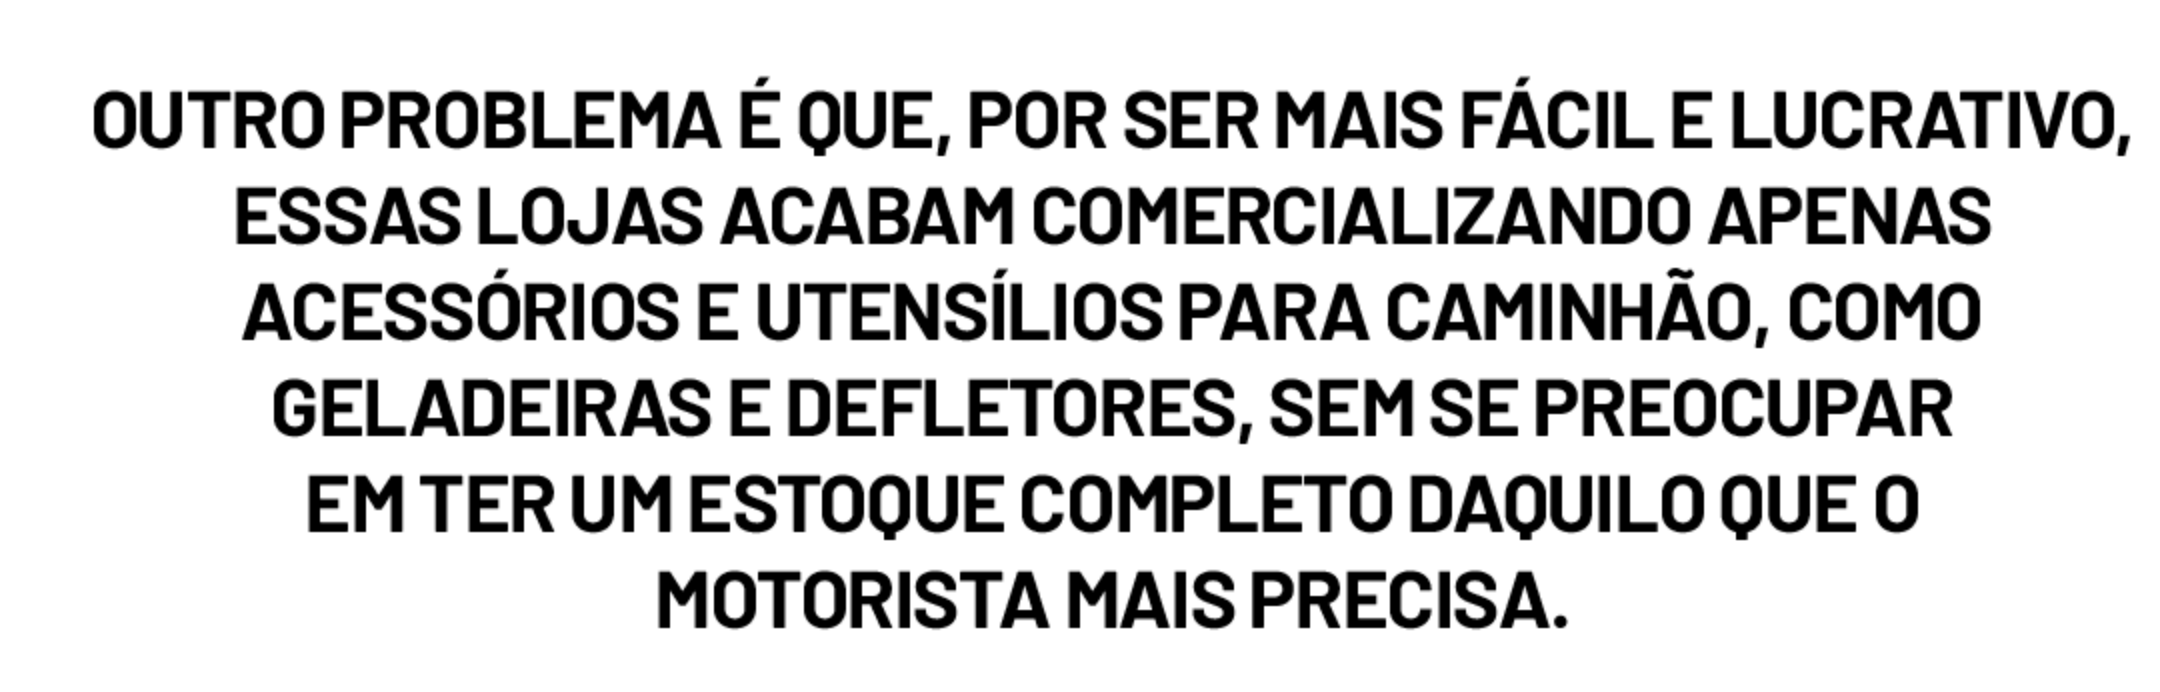 OUTRO PROBLEMA É QUE, POR SER MAIS FÁCIL E LUCRATIVO,
ESSAS LOJAS ACABAM COMERCIALIZANDO APENAS
ACESSÓRIOS E UTENSÍLIOS PARA CAMINHÃO, COMO
GELADEIRAS E DEFLETORES, SEM SE PREOCUPAR
EM TER UM ESTOQUE COMPLETO DAQUILO QUE O
MOTORISTA MAIS PRECISA.